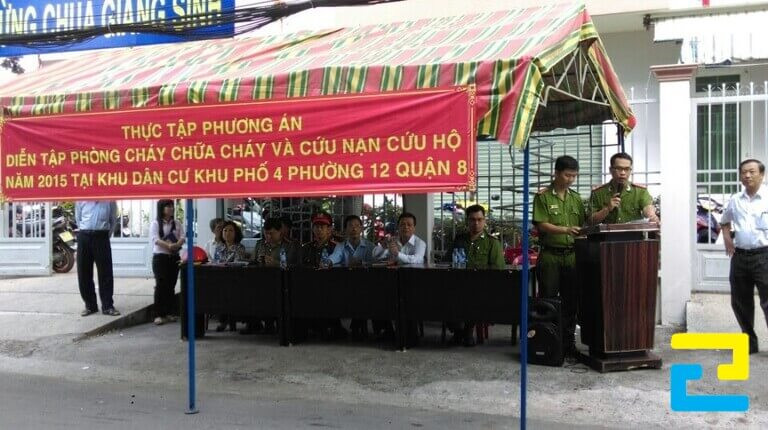 ỪNG CHÚA GIÁNG SINH
THỰC TẬP PHƯƠNG ÁN
DIỄN TẬP PHÒNG CHÁY CHỮA CHÁY VÀ CỨU NẠN CỨU HỘ
NĂM 2015 TẠI KHU DÂN CƯ KHU PHỐ 4 PHƯỜNG 12 QUẬN 8